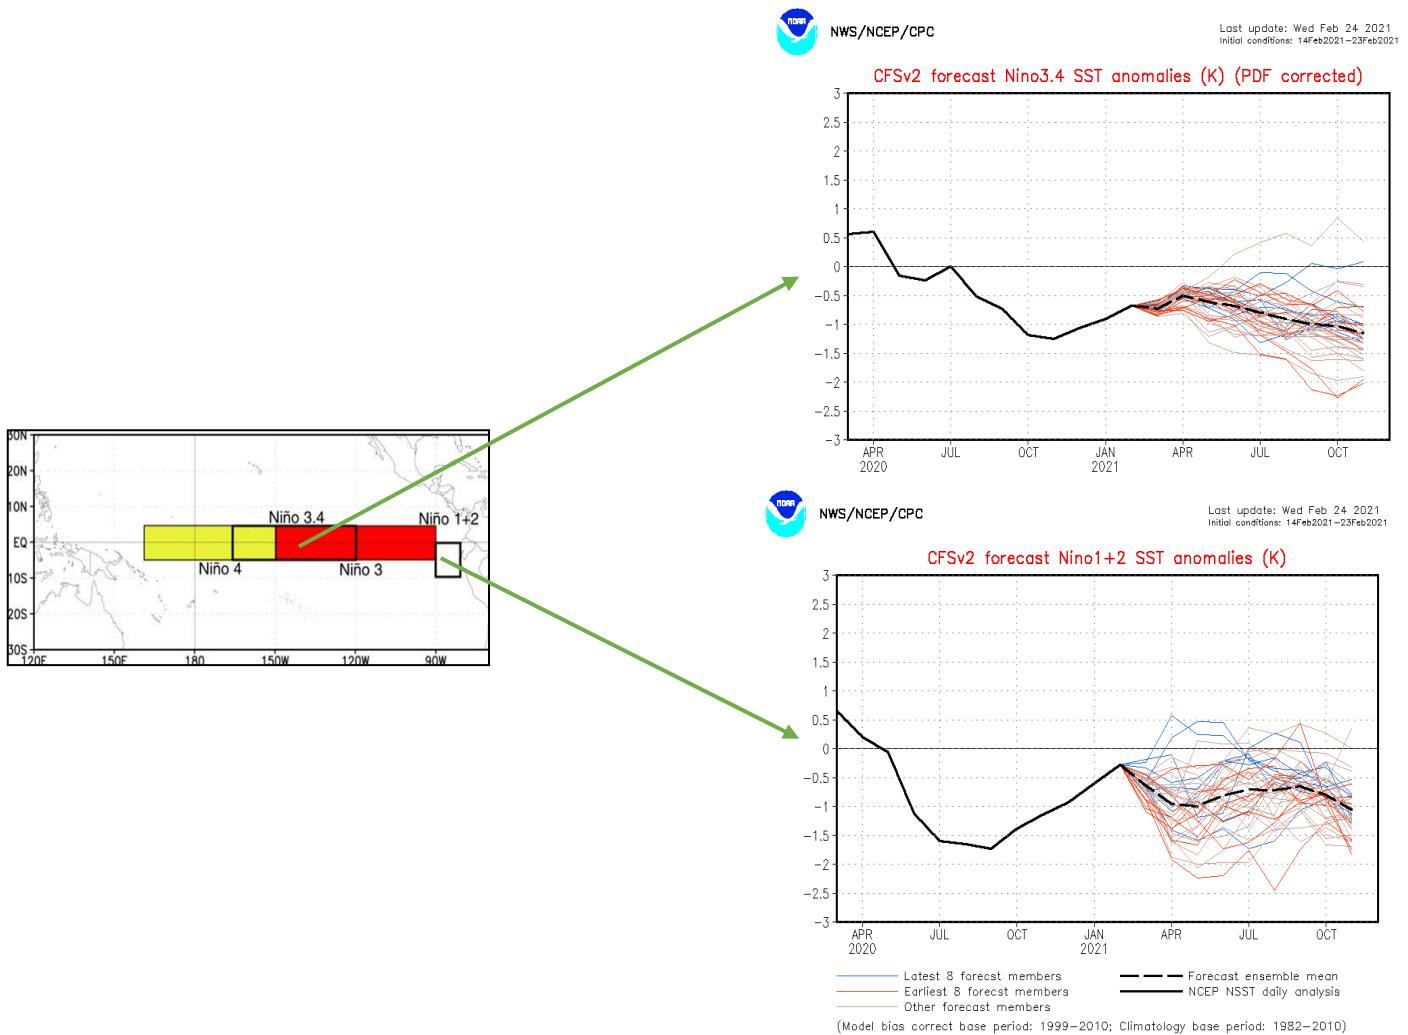 NOAA
NWS/NCEP/CPC
Last update: Wed Feb 24 2021
Initial conditions: 14Feb2021-23Feb2021
CFSv2 forecast Nino3.4 SST anomalies (K) (PDF corrected)
3
2.5
2
1.5
1
0.5
0
-0.5
-1
-1.5
-2
-2.5
-3
APR JUL OCT JAN APR JUL OCT
2020 2021
30N
20N
10N
EQ
10S
20S
30S
120E 150E 180 150W 120W 90W
Niño 3.4
Niño 1+2
Niño 4
Niño 3
NOAA
NWS/NCEP/CPC
Last update: Wed Feb 24 2021
Initial conditions: 14Feb2021-23Feb2021
CFSv2 forecast Nino1+2 SST anomalies (K)
3
2.5
2
1.5
1
0.5
0
-0.5
-1
-1.5
-2
-2.5
-3
APR JUL OCT JAN APR JUL OCT
2020 2021
Latest 8 forecst members
Earliest 8 forecst members
Other forecast members
Forecast ensemble mean
NCEP NSST daily analysis
(Model bias correct base period: 1999-2010; Climatology base period: 1982-2010)